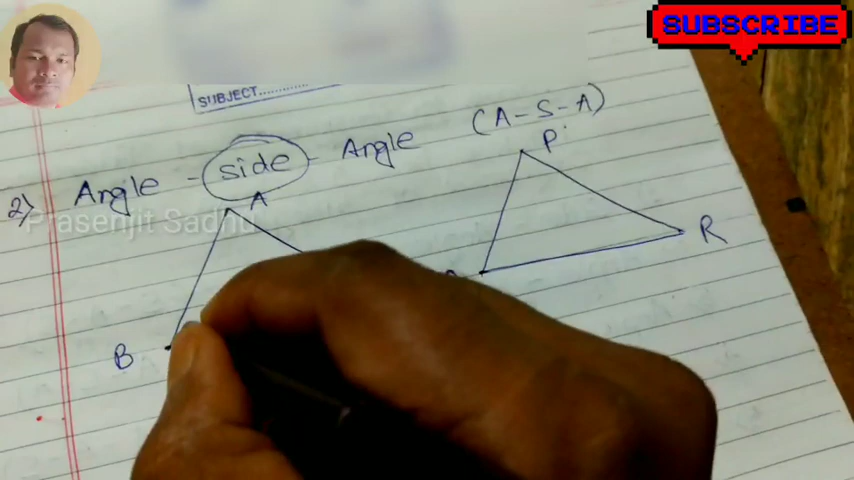 SUBSCRIBE
SUBJECT..............
2) Angle - side - Angle (A-S-A)
Prasenjit Sadhu
A
P
B
R